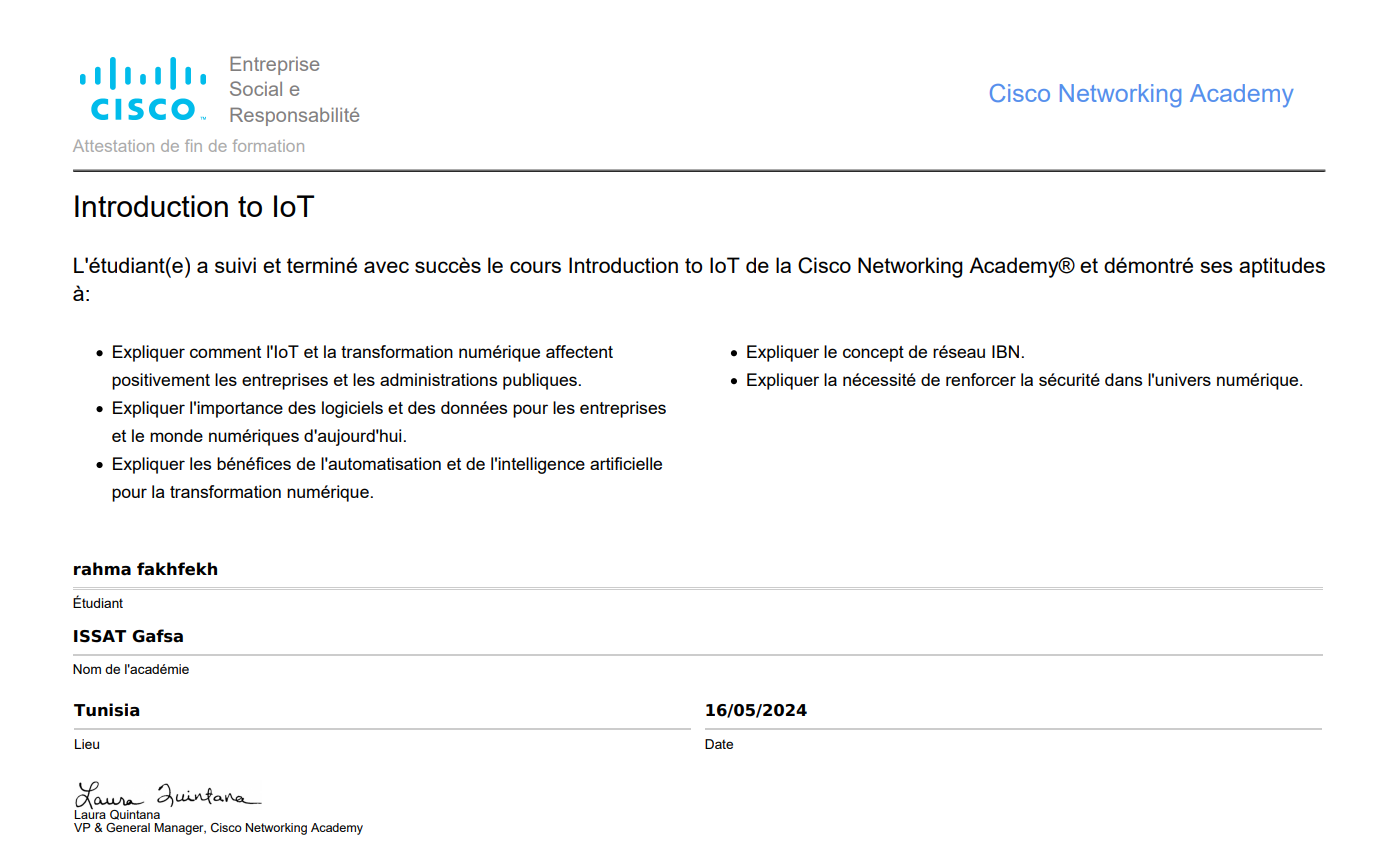 CISCO
Entreprise
Social e
Responsabilité
Cisco Networking Academy
Attestation de fin de formation
Introduction to IoT
L'étudiant(e) a suivi et terminé avec succès le cours Introduction to IoT de la Cisco Networking Academy® et démontré ses aptitudes
à:
• Expliquer comment l'IoT et la transformation numérique affectent
positivement les entreprises et les administrations publiques.
• Expliquer l'importance des logiciels et des données pour les entreprises
et le monde numériques d'aujourd'hui.
• Expliquer les bénéfices de l'automatisation et de l'intelligence artificielle
pour la transformation numérique.
• Expliquer le concept de réseau IBN.
• Expliquer la nécessité de renforcer la sécurité dans l'univers numérique.
rahma fakhfekh
Étudiant
ISSAT Gafsa
Nom de l'académie
Tunisia
Lieu
16/05/2024
Date
Laura Quintana
Laura Quintana
VP & General Manager, Cisco Networking Academy